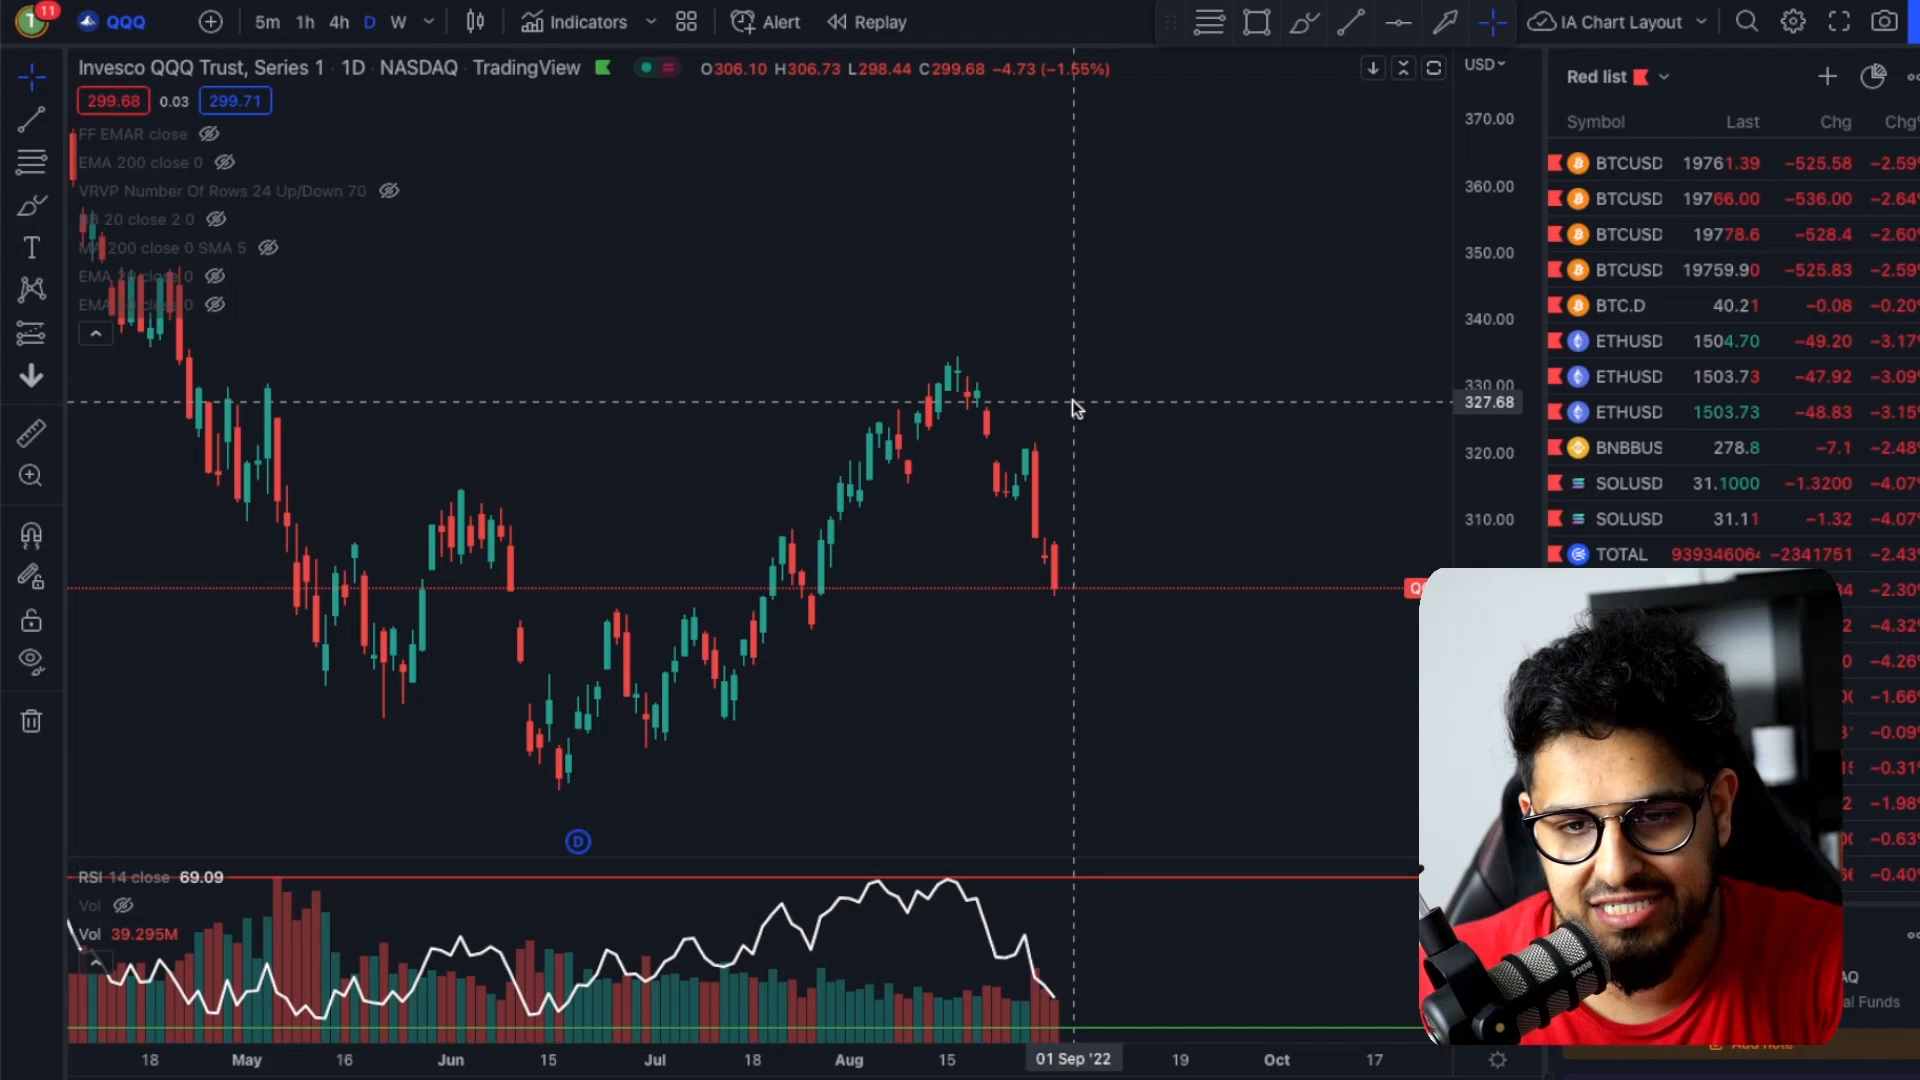 11 QQQ 5m 1h 4h D W Indicators Alert Replay IA Chart Layout
Invesco QQQ Trust, Series 1 · 1D · NASDAQ · TradingView O306.10 H306.73 L298.44 C299.68 −4.73 (−1.55%) USD
299.68 0.03 299.71
FF EMAR close
EMA 200 close 0
VRVP Number Of Rows 24 Up/Down 70
20 close 2 0
MA 200 close 0 SMA 5
EMA close 0
EMA close 0
370.00
360.00
350.00
340.00
330.00
327.68
320.00
310.00
D
RSI 14 close 69.09
Vol
Vol 39.295M
18 May 16 Jun 15 Jul 18 Aug 15 01 Sep '22 19 Oct 17
Red list
Symbol Last Chg Chg%
BTCUSD 19761.39 −525.58 −2.59%
BTCUSD 19766.00 −536.00 −2.64%
BTCUSD 19778.6 −528.4 −2.60%
BTCUSD 19759.90 −525.83 −2.59%
BTC.D 40.21 −0.08 −0.20%
ETHUSD 1504.70 −49.20 −3.17%
ETHUSD 1503.73 −47.92 −3.09%
ETHUSD 1503.73 −48.83 −3.15%
BNBBUS 278.8 −7.1 −2.48%
SOLUSD 31.1000 −1.3200 −4.07%
SOLUSD 31.11 −1.32 −4.07%
TOTAL 939346064 −2341751 −2.43%
−2.30%
−4.32%
−4.26%
−1.66%
−0.09%
−0.31%
−1.98%
−0.63%
−0.40%
Funds
Add note
RODE